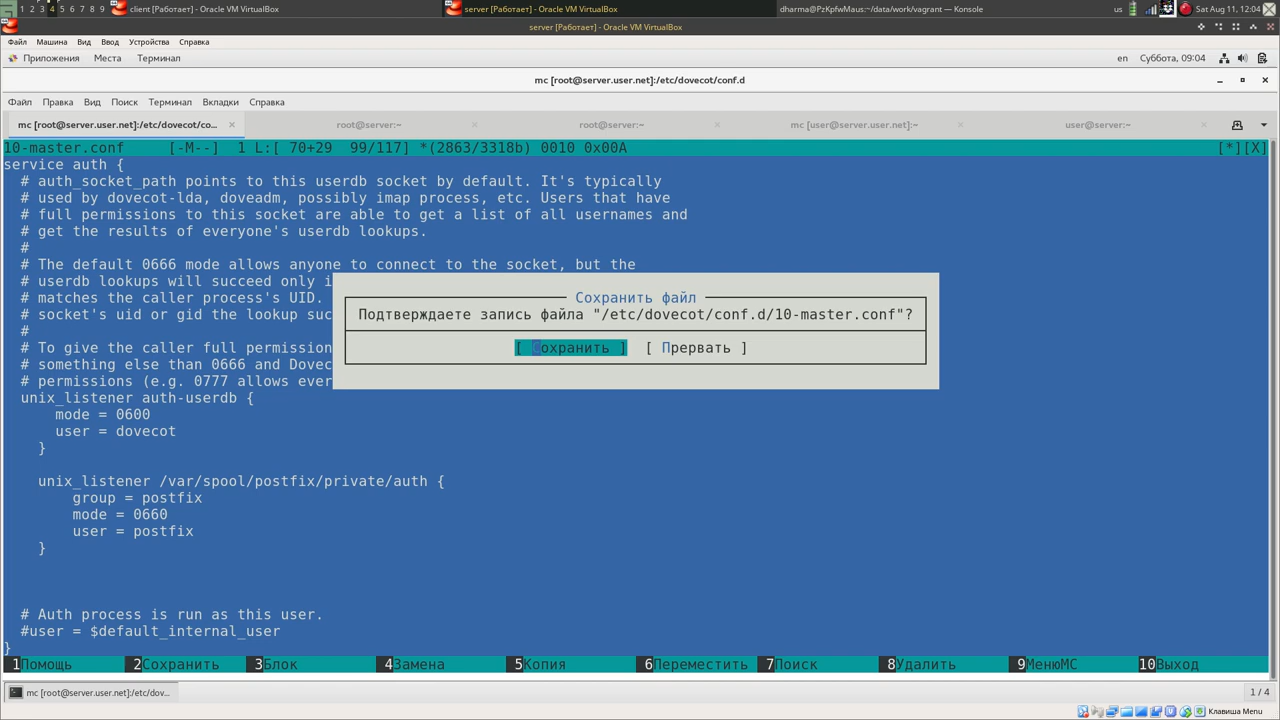 1 2 3 4 5 6 7 8 9 client [Работает] - Oracle VM VirtualBox server [Работает] - Oracle VM VirtualBox dharma@PzKpfwMaus:~/data/work/vagrant — Konsole us Sat Aug 11, 12:04
server [Работает] - Oracle VM VirtualBox
Файл Машина Вид Ввод Устройства Справка
Приложения Места Терминал en Суббота, 09:04
mc [root@server.user.net]:/etc/dovecot/conf.d
Файл Правка Вид Поиск Терминал Вкладки Справка
mc [root@server.user.net]:/etc/dovecot/co... × root@server:~ × root@server:~ × mc [user@server.user.net]:~ × user@server:~ ×
10-master.conf [-M--] 1 L:[ 70+29 99/117] *(2863/3318b) 0010 0x00A [*][X]
service auth {
# auth_socket_path points to this userdb socket by default. It's typically
# used by dovecot-lda, doveadm, possibly imap process, etc. Users that have
# full permissions to this socket are able to get a list of all usernames and
# get the results of everyone's userdb lookups.
#
# The default 0666 mode allows anyone to connect to the socket, but the
# userdb lookups will succeed only i
# matches the caller process's UID.
# socket's uid or gid the lookup suc
#
# To give the caller full permission
# something else than 0666 and Dovec
# permissions (e.g. 0777 allows ever
Сохранить файл
Подтверждаете запись файла "/etc/dovecot/conf.d/10-master.conf"?
[ Сохранить ] [ Прервать ]
unix_listener auth-userdb {
mode = 0600
user = dovecot
}
unix_listener /var/spool/postfix/private/auth {
group = postfix
mode = 0660
user = postfix
}
# Auth process is run as this user.
#user = $default_internal_user
}
1Помощь 2Сохранить 3Блок 4Замена 5Копия 6Переместить 7Поиск 8Удалить 9МенюMC 10Выход
mc [root@server.user.net]:/etc/dov... 1 / 4
Клавиша Menu